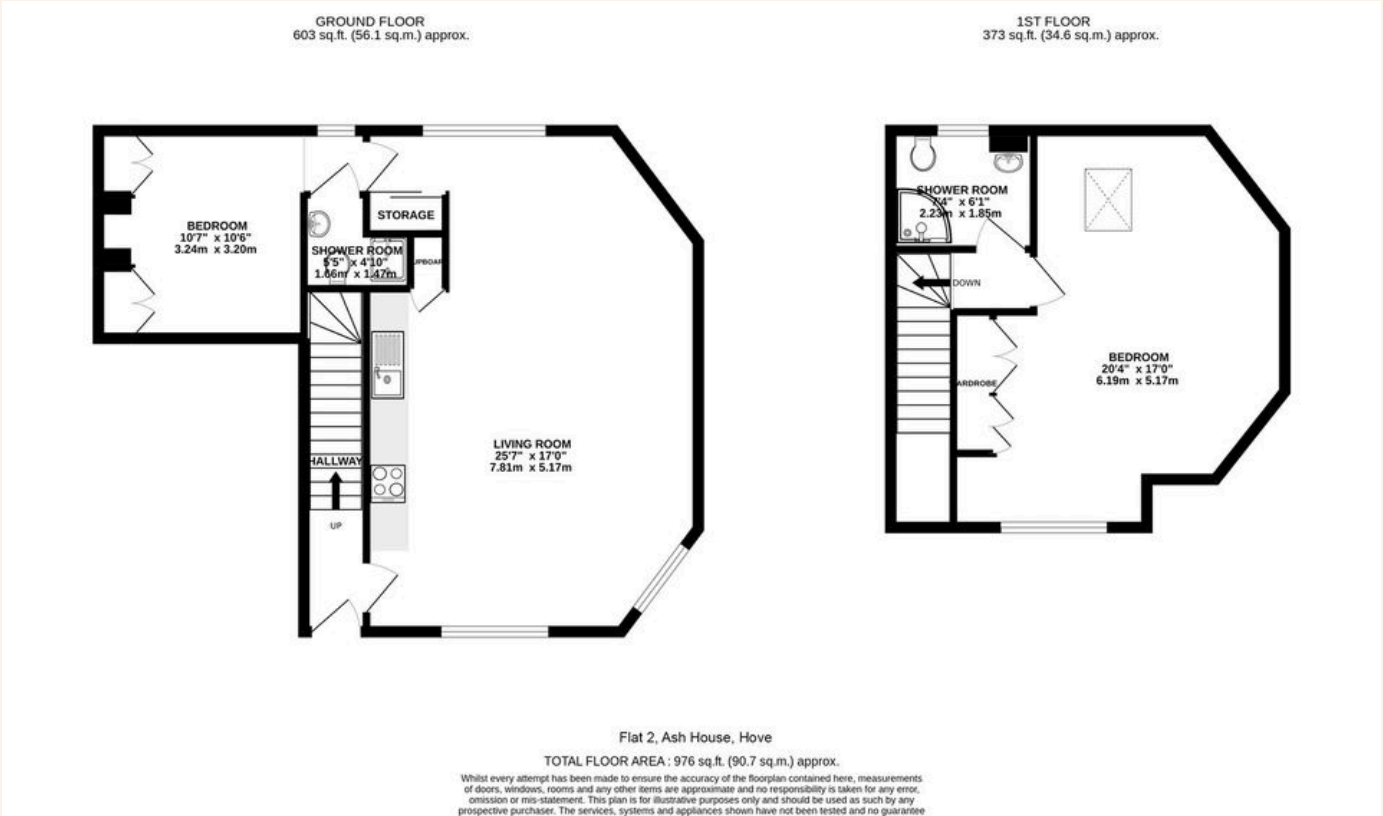 GROUND FLOOR
603 sq.ft. (56.1 sq.m.) approx.
1ST FLOOR
373 sq.ft. (34.6 sq.m.) approx.
BEDROOM
10'7" x 10'6"
3.24m x 3.20m
STORAGE
SHOWER ROOM
5'5" x 4'10"
1.66m x 1.47m
UPBOAR
HALLWAY
UP
LIVING ROOM
25'7" x 17'0"
7.81m x 5.17m
SHOWER ROOM
7'4" x 6'1"
2.23m x 1.85m
DOWN
BEDROOM
20'4" x 17'0"
6.19m x 5.17m
ARDROBE
Flat 2, Ash House, Hove
TOTAL FLOOR AREA : 976 sq.ft. (90.7 sq.m.) approx.
Whilst every attempt has been made to ensure the accuracy of the floorplan contained here, measurements
of doors, windows, rooms and any other items are approximate and no responsibility is taken for any error,
omission or mis-statement. This plan is for illustrative purposes only and should be used as such by any
prospective purchaser. The services, systems and appliances shown have not been tested and no guarantee